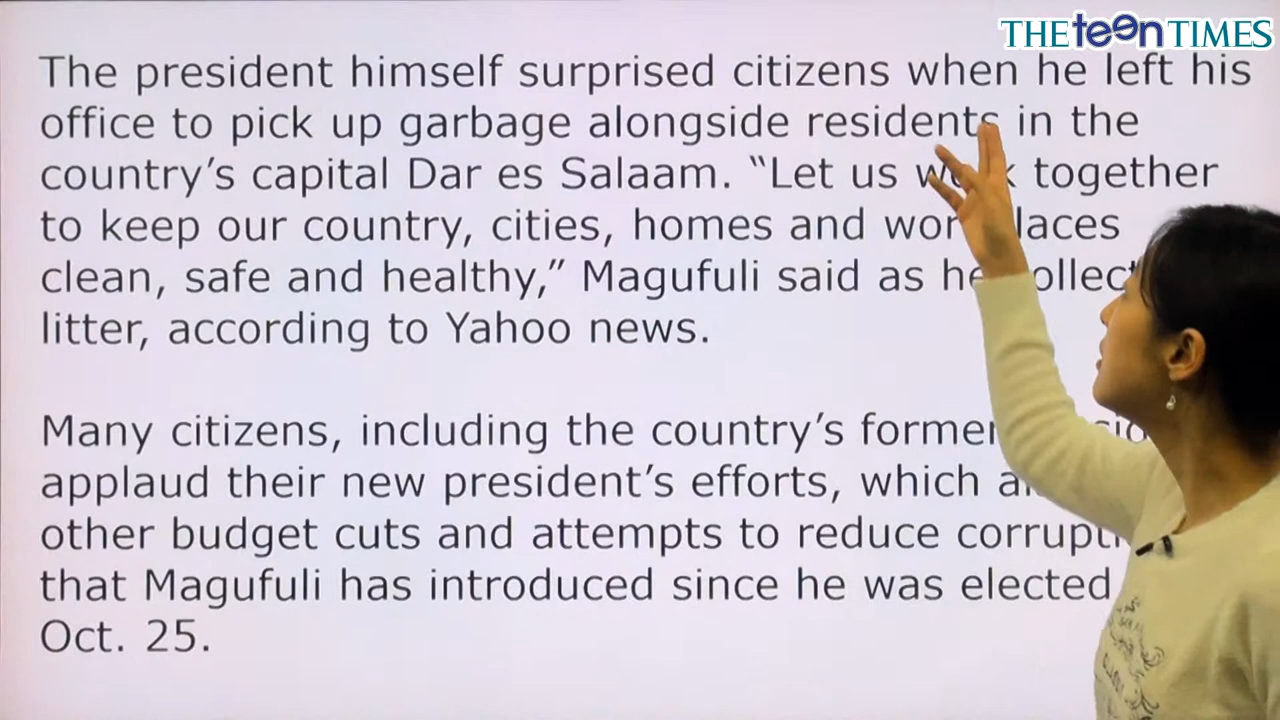 THE teen TIMES
The president himself surprised citizens when he left his
office to pick up garbage alongside residents in the
country's capital Dar es Salaam. “Let us together
to keep our country, cities, homes and
clean, safe and healthy,” Magufuli said as he
litter, according to Yahoo news.
Many citizens, including the country's former
applaud their new president's efforts, which
other budget cuts and attempts to reduce
that Magufuli has introduced since he was elected
Oct. 25.